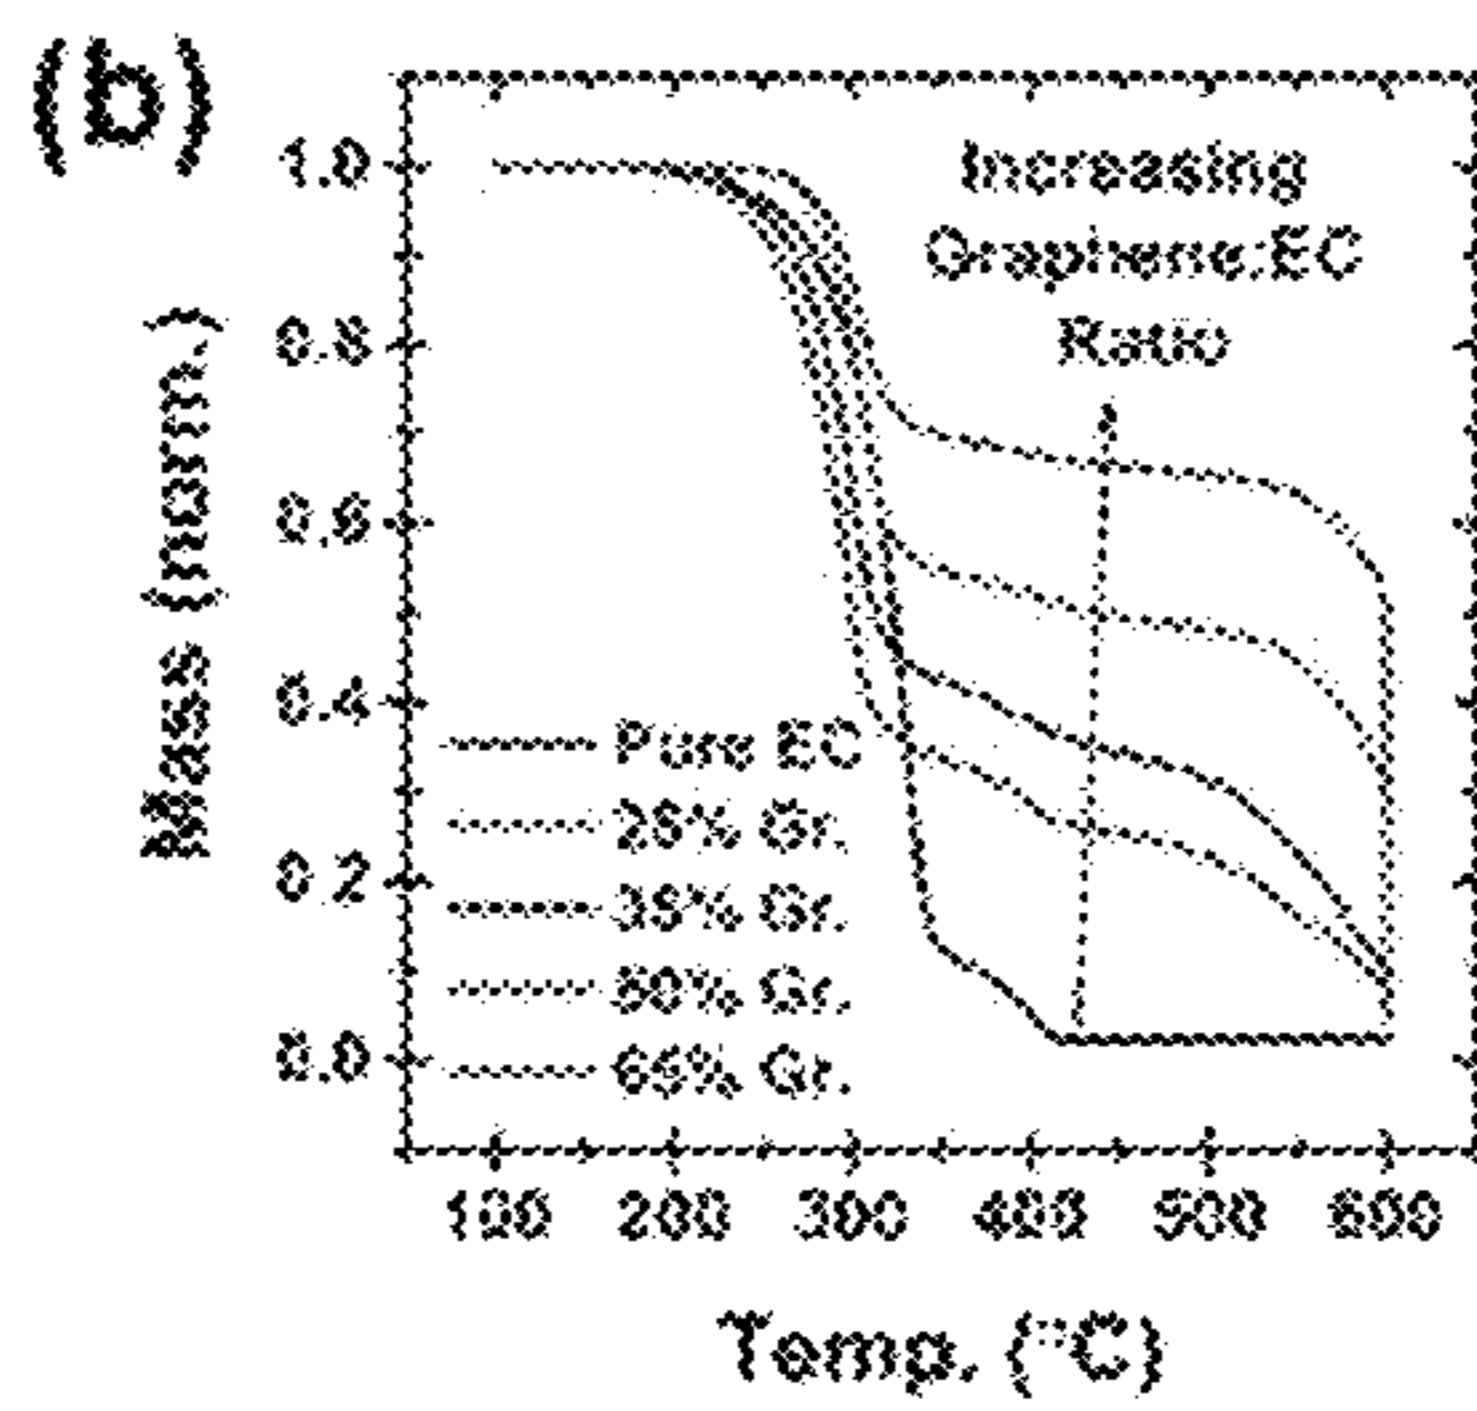 (b)
Increasing
Graphene:EC
Ratio
Mass (norm.)
1.0
0.8
0.6
0.4
0.2
0.0
Pure EC
25% Gr.
35% Gr.
50% Gr.
65% Gr.
100 200 300 400 500 600
Temp. (°C)